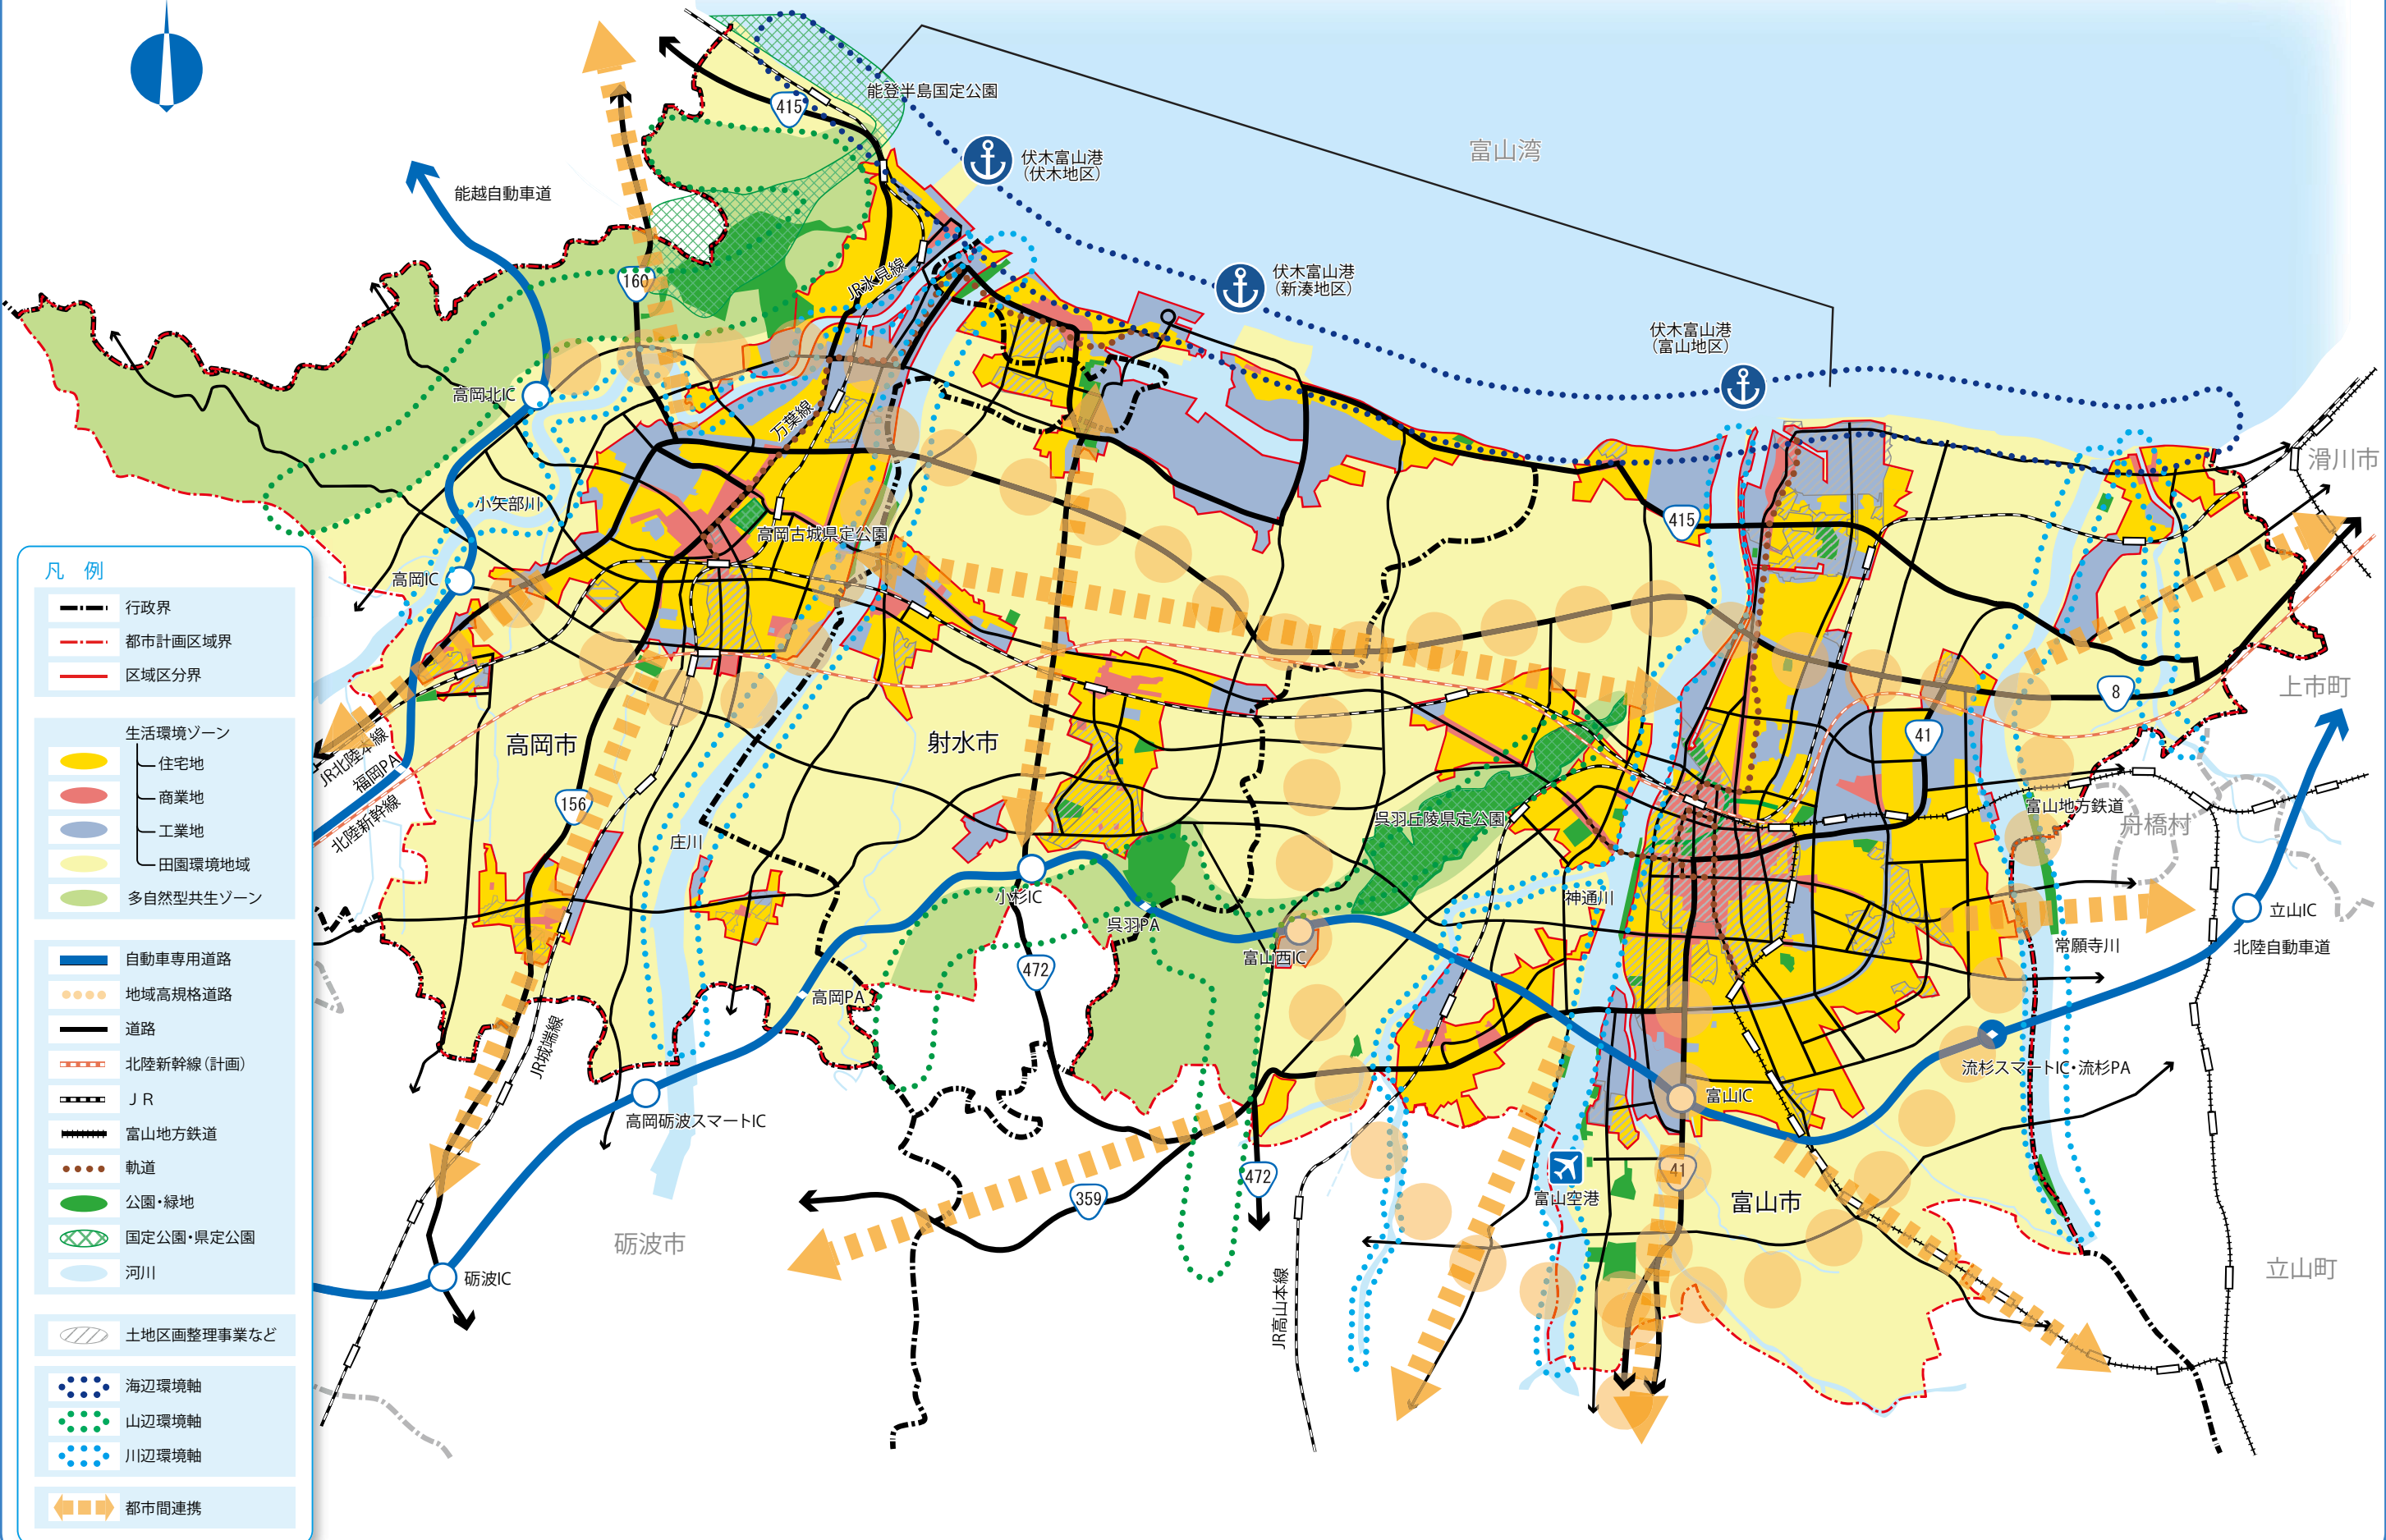 415
能登半島国定公園
伏木富山港
（伏木地区）
富山湾
能越自動車道
160
JR氷見線
伏木富山港
（新湊地区）
伏木富山港
（富山地区）
高岡北IC
万葉線
滑川市
小矢部川
高岡古城県定公園
415
高岡IC
上市町
8
JR北陸本線
福岡PA
北陸新幹線
高岡市
射水市
41
156
庄川
呉羽丘陵県定公園
富山地方鉄道
舟橋村
小杉IC
呉羽PA
神通川
立山IC
富山西IC
常願寺川
北陸自動車道
472
高岡PA
JR城端線
流杉スマートIC・流杉PA
富山IC
高岡砺波スマートIC
472
359
41
富山空港
富山市
砺波市
砺波IC
JR高山本線
立山町
凡 例
行政界
都市計画区域界
区域区分界
生活環境ゾーン
住宅地
商業地
工業地
田園環境地域
多自然型共生ゾーン
自動車専用道路
地域高規格道路
道路
北陸新幹線（計画）
ＪＲ
富山地方鉄道
軌道
公園・緑地
国定公園・県定公園
河川
土地区画整理事業など
海辺環境軸
山辺環境軸
川辺環境軸
都市間連携